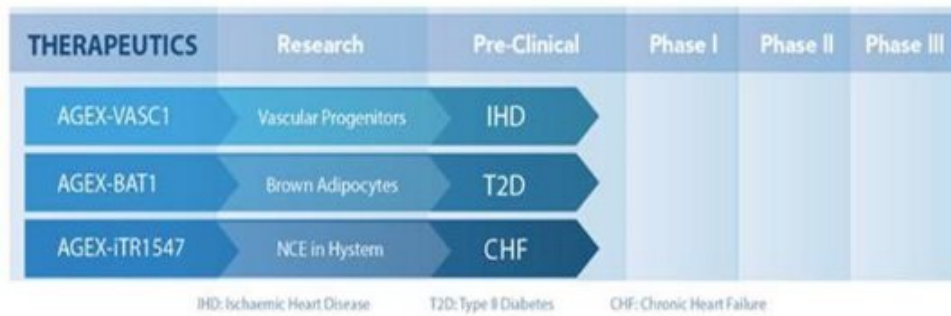 THERAPEUTICS Research Pre-Clinical Phase I Phase II Phase III
AGEX-VASC1 Vascular Progenitors IHD
AGEX-BAT1 Brown Adipocytes T2D
AGEX-iTR1547 NCE in Hystem CHF
IHD: Ischaemic Heart Disease T2D: Type II Diabetes CHF: Chronic Heart Failure